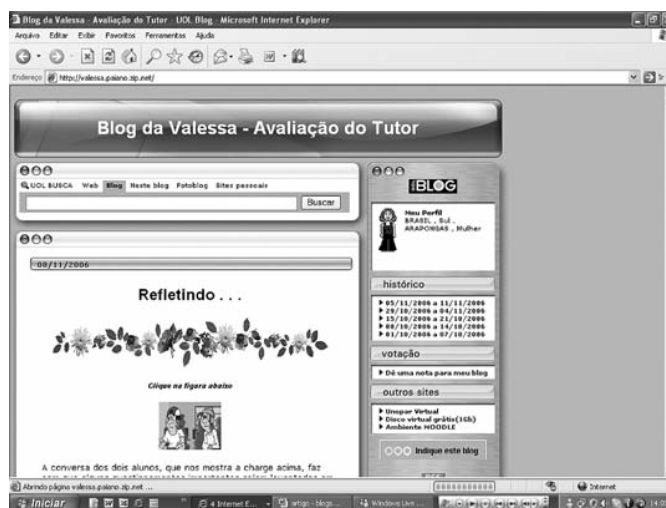 Blog da Valessa - Avaliação do Tutor - UOL Blog - Microsoft Internet Explorer
Arquivo Editar Exibir Favoritos Ferramentas Ajuda
Endereço http://valessa.paiano.zip.net/
Blog da Valessa - Avaliação do Tutor
UOL BUSCA Web Blog Neste blog Fotoblog Sites pessoais
Buscar
08/11/2006
Refletindo . . .
Clique na figura abaixo
A conversa dos dois alunos, que nos mostra a charge acima, faz
BLOG
Meu Perfil
BRASIL , Sul ,
ARAPONGAS , Mulher
histórico
05/11/2006 a 11/11/2006
29/10/2006 a 04/11/2006
15/10/2006 a 21/10/2006
08/10/2006 a 14/10/2006
01/10/2006 a 07/10/2006
votação
Dê uma nota para meu blog
outros sites
Unopar Virtual
Disco virtual grátis(1Gb)
Ambiente MOODLE
Indique este blog
Abrindo página valessa.paiano.zip.net ...
Internet
Iniciar
4 Internet E...
artigo - blogs ...
Windows Live ...